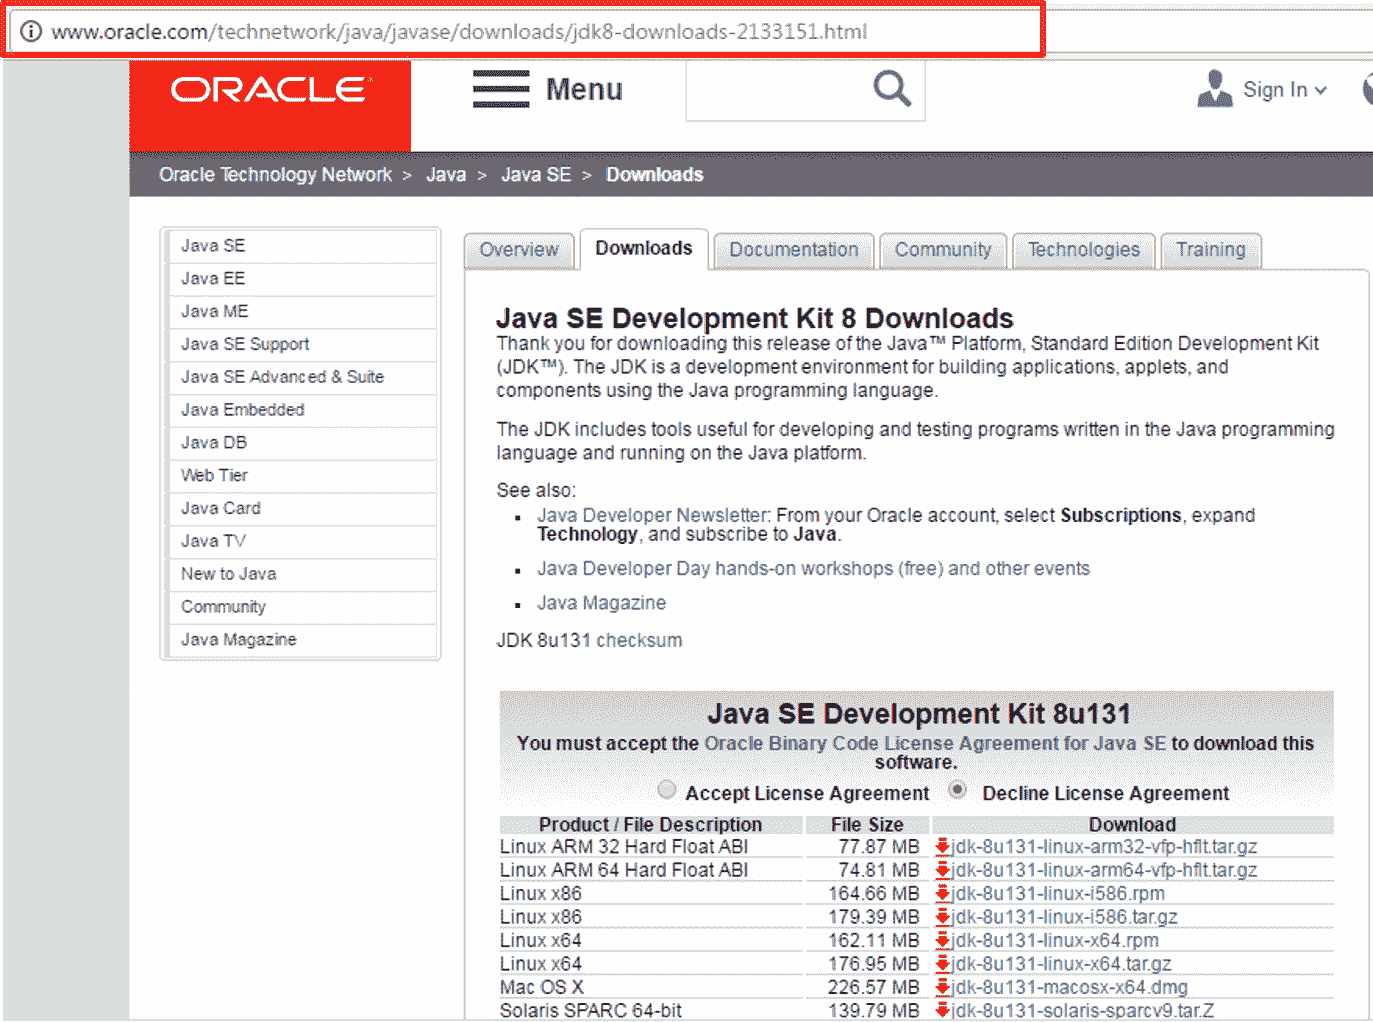 www.oracle.com/technetwork/java/javase/downloads/jdk8-downloads-2133151.html
ORACLE
Menu
Sign In
Oracle Technology Network > Java > Java SE > Downloads
Java SE
Java EE
Java ME
Java SE Support
Java SE Advanced & Suite
Java Embedded
Java DB
Web Tier
Java Card
Java TV
New to Java
Community
Java Magazine
Overview Downloads Documentation Community Technologies Training
Java SE Development Kit 8 Downloads
Thank you for downloading this release of the Java™ Platform, Standard Edition Development Kit
(JDK™). The JDK is a development environment for building applications, applets, and
components using the Java programming language.
The JDK includes tools useful for developing and testing programs written in the Java programming
language and running on the Java platform.
See also:
Java Developer Newsletter: From your Oracle account, select Subscriptions, expand
Technology, and subscribe to Java.
Java Developer Day hands-on workshops (free) and other events
Java Magazine
JDK 8u131 checksum
Java SE Development Kit 8u131
You must accept the Oracle Binary Code License Agreement for Java SE to download this
software.
Accept License Agreement Decline License Agreement
Product / File Description File Size Download
Linux ARM 32 Hard Float ABI 77.87 MB jdk-8u131-linux-arm32-vfp-hflt.tar.gz
Linux ARM 64 Hard Float ABI 74.81 MB jdk-8u131-linux-arm64-vfp-hflt.tar.gz
Linux x86 164.66 MB jdk-8u131-linux-i586.rpm
Linux x86 179.39 MB jdk-8u131-linux-i586.tar.gz
Linux x64 162.11 MB jdk-8u131-linux-x64.rpm
Linux x64 176.95 MB jdk-8u131-linux-x64.tar.gz
Mac OS X 226.57 MB jdk-8u131-macosx-x64.dmg
Solaris SPARC 64-bit 139.79 MB jdk-8u131-solaris-sparcv9.tar.Z